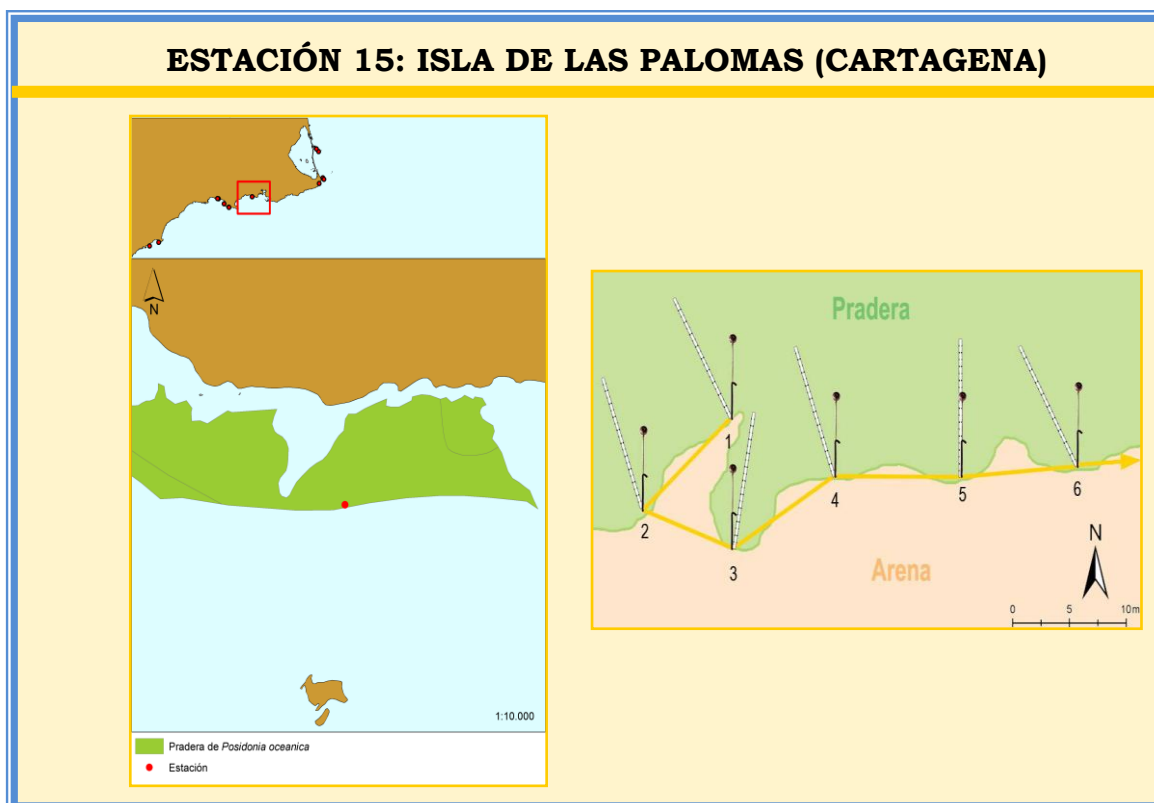 ESTACIÓN 15: ISLA DE LAS PALOMAS (CARTAGENA)
N
1:10.000
Pradera de Posidonia oceanica
Estación
Pradera
1
2
3
4
5
6
Arena
N
0 5 10m